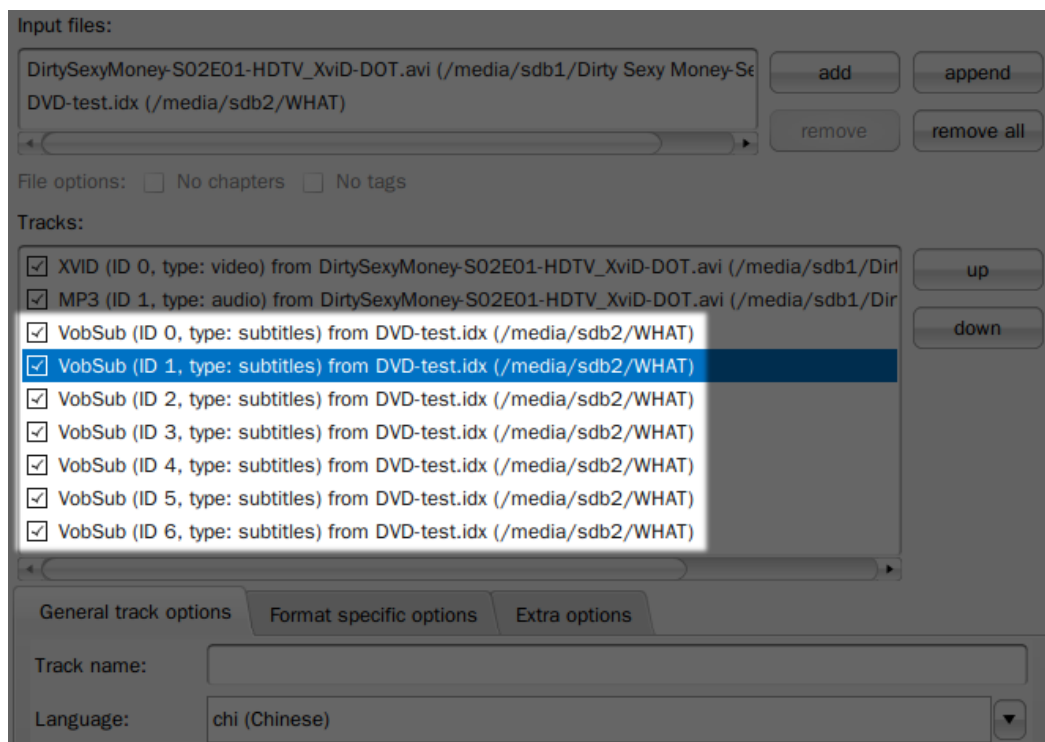 Input files:
DirtySexyMoney-S02E01-HDTV_XviD-DOT.avi (/media/sdb1/Dirty Sexy Money-Se
add
append
DVD-test.idx (/media/sdb2/WHAT)
remove
remove all
File options: No chapters No tags
Tracks:
XVID (ID 0, type: video) from DirtySexyMoney-S02E01-HDTV_XviD-DOT.avi (/media/sdb1/Dirt
up
MP3 (ID 1, type: audio) from DirtySexyMoney-S02E01-HDTV_XviD-DOT.avi (/media/sdb1/Dir
VobSub (ID 0, type: subtitles) from DVD-test.idx (/media/sdb2/WHAT)
down
VobSub (ID 1, type: subtitles) from DVD-test.idx (/media/sdb2/WHAT)
VobSub (ID 2, type: subtitles) from DVD-test.idx (/media/sdb2/WHAT)
VobSub (ID 3, type: subtitles) from DVD-test.idx (/media/sdb2/WHAT)
VobSub (ID 4, type: subtitles) from DVD-test.idx (/media/sdb2/WHAT)
VobSub (ID 5, type: subtitles) from DVD-test.idx (/media/sdb2/WHAT)
VobSub (ID 6, type: subtitles) from DVD-test.idx (/media/sdb2/WHAT)
General track options
Format specific options
Extra options
Track name:
Language: chi (Chinese)